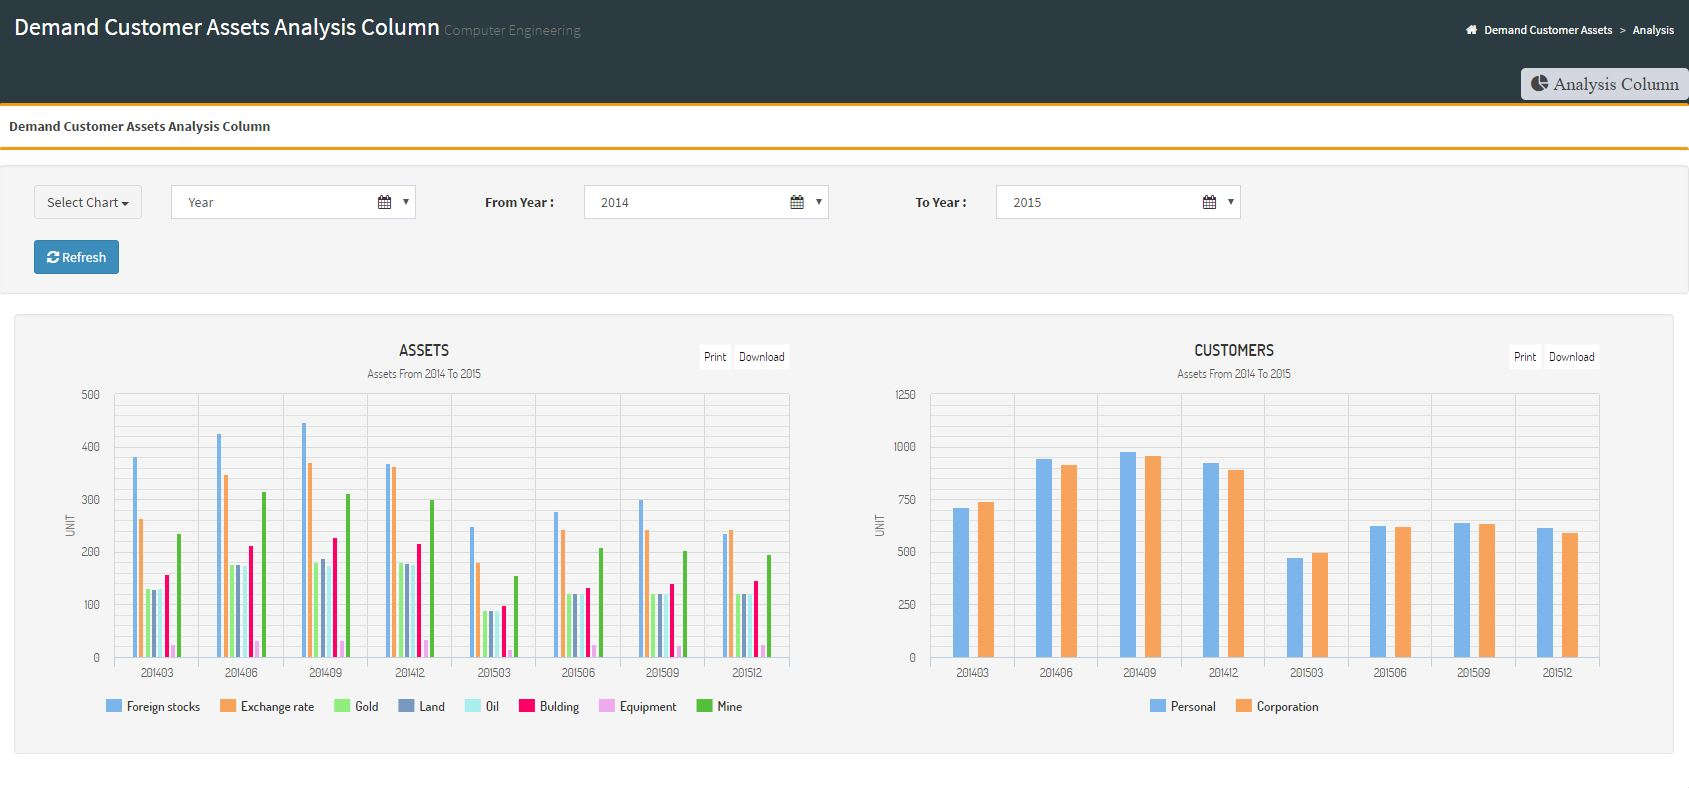 Demand Customer Assets Analysis Column Computer Engineering
Demand Customer Assets > Analysis
Analysis Column
Demand Customer Assets Analysis Column
Select Chart Year From Year : 2014 To Year : 2015
Refresh
ASSETS
Print Download
Assets From 2014 To 2015
500
400
300
200
100
0
UNIT
201403 201406 201409 201412 201503 201506 201509 201512
Foreign stocks Exchange rate Gold Land Oil Bulding Equipment Mine
CUSTOMERS
Print Download
Assets From 2014 To 2015
1250
1000
750
500
250
0
UNIT
201403 201406 201409 201412 201503 201506 201509 201512
Personal Corporation